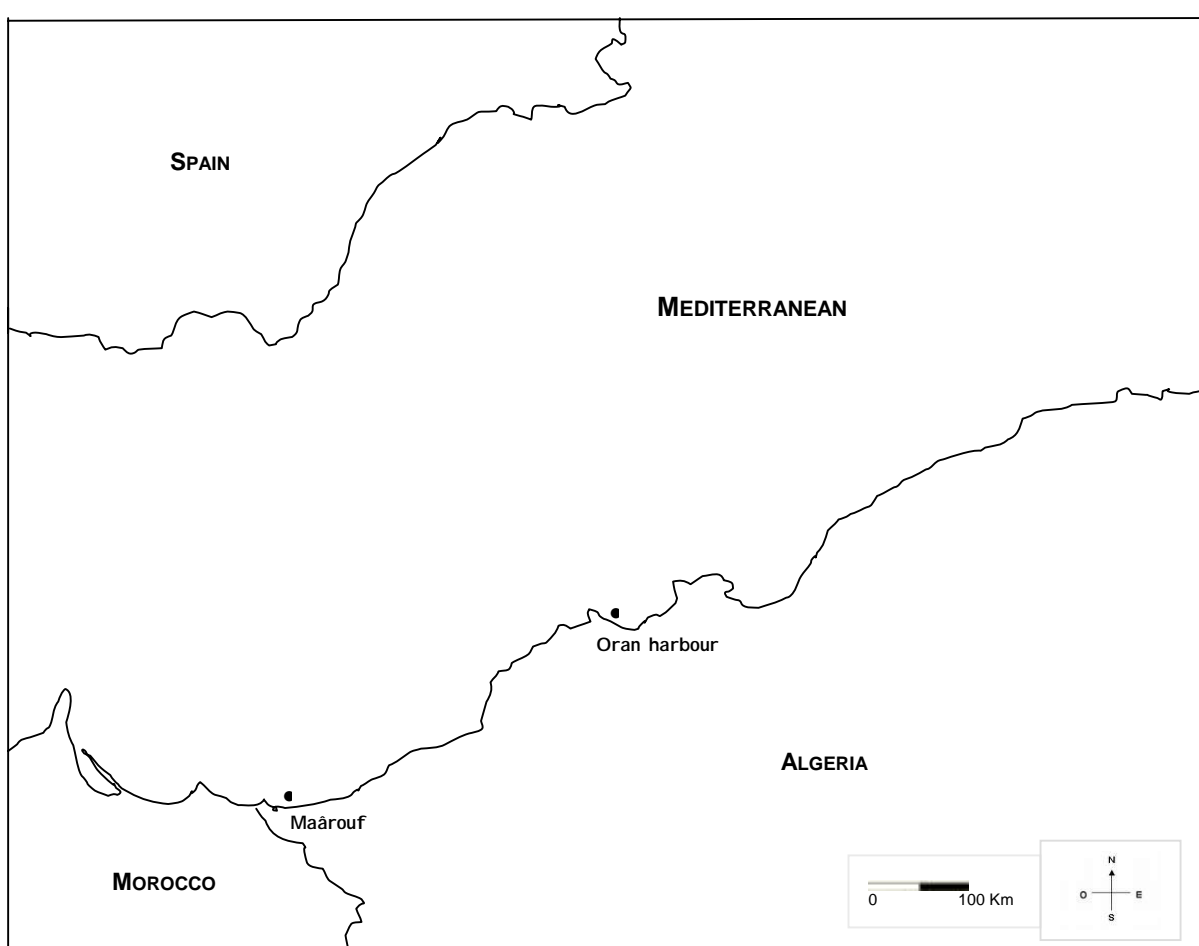 SPAIN
MEDITERRANEAN
Oran harbour
ALGERIA
Maârouf
MOROCCO
0 100 Km
N
O E
S